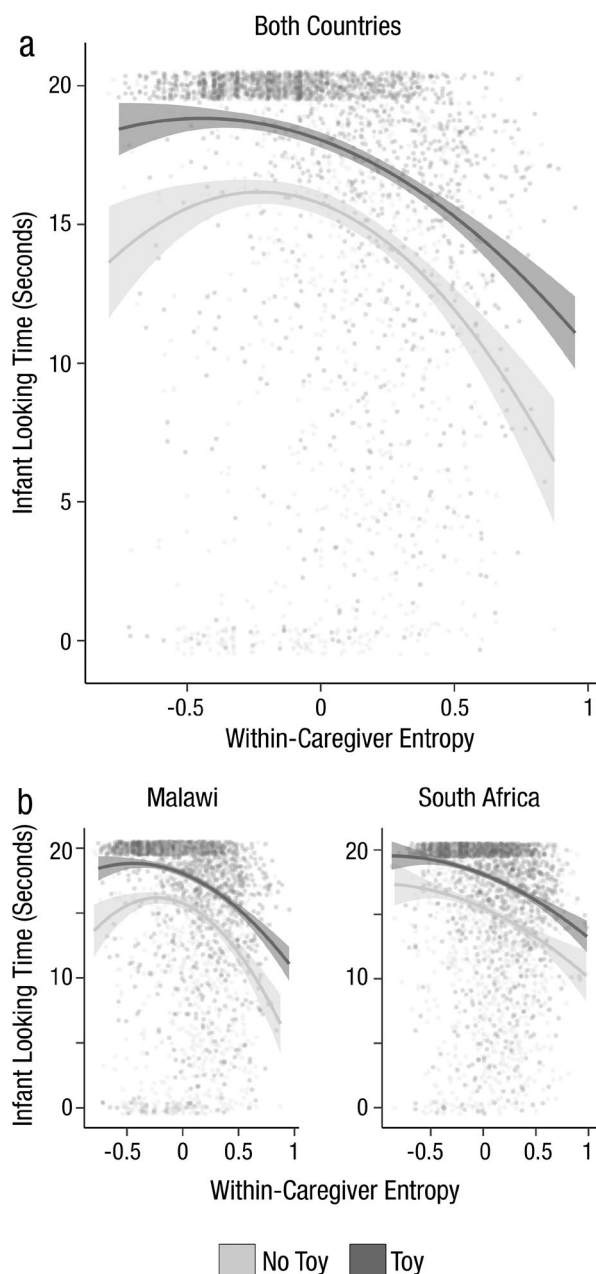 a
Both Countries
20
15
10
5
0
Infant Looking Time (Seconds)
-0.5 0 0.5 1
Within-Caregiver Entropy
b
Malawi
South Africa
20
10
0
20
10
0
Infant Looking Time (Seconds)
-0.5 0 0.5 1
-0.5 0 0.5 1
Within-Caregiver Entropy
No Toy Toy